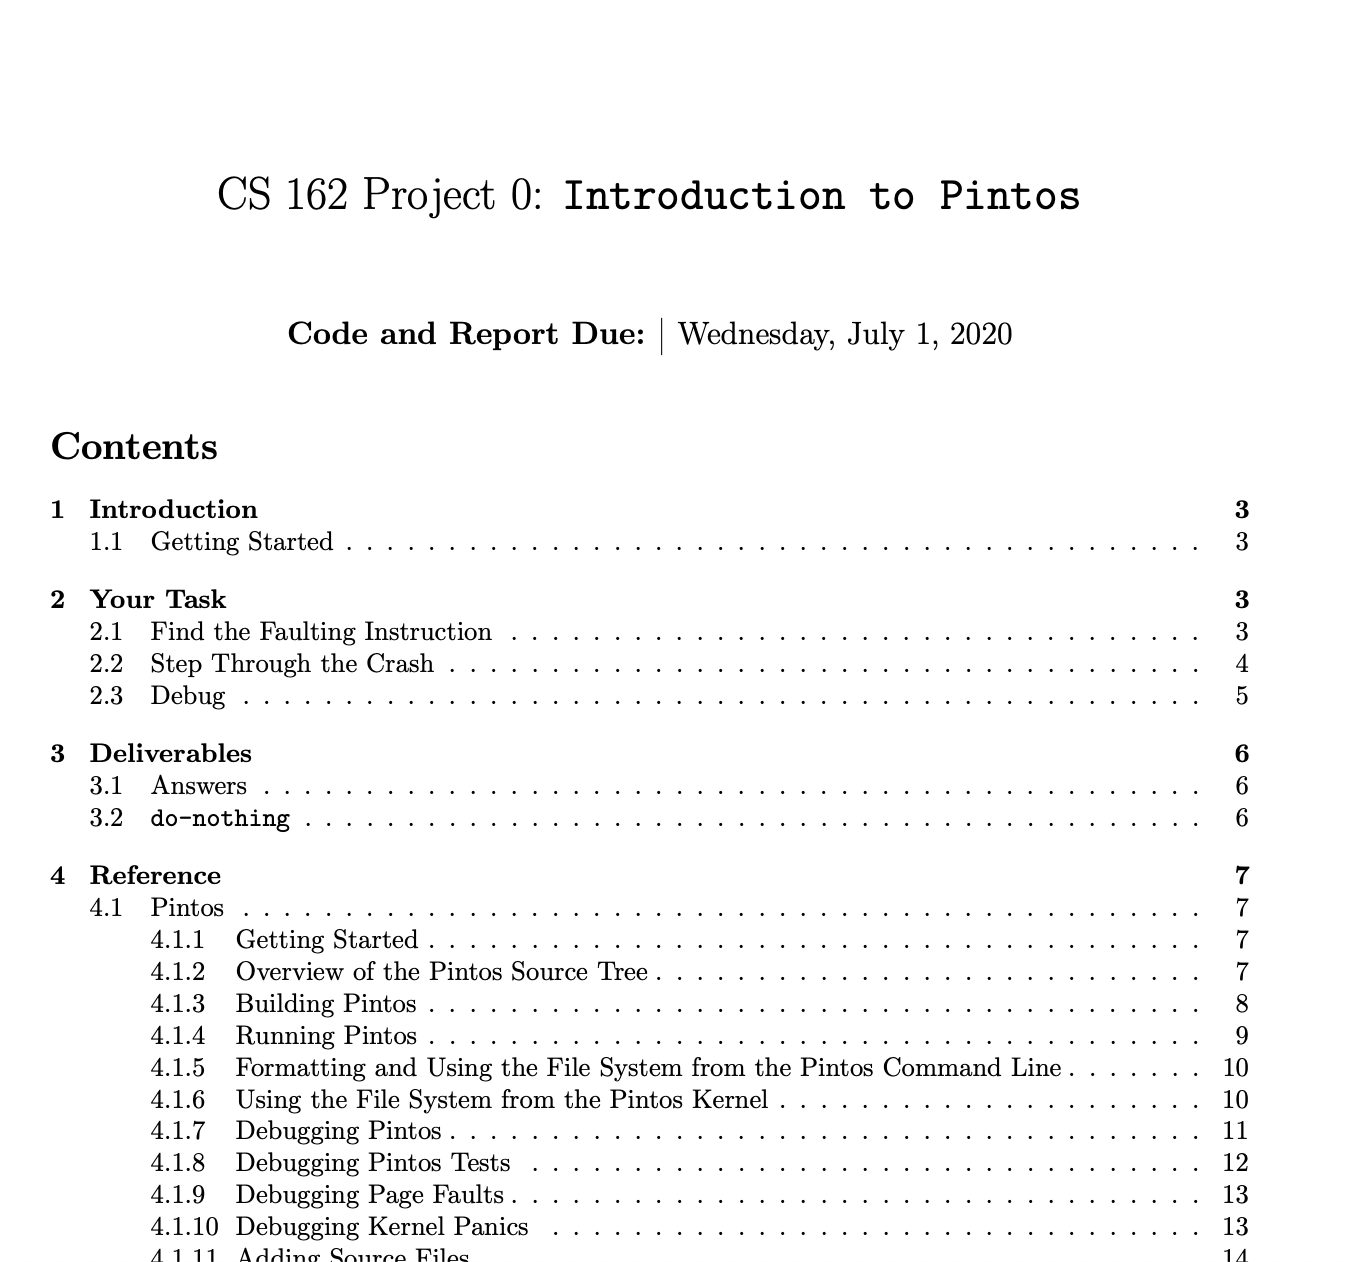 CS 162 Project 0: Introduction to Pintos
Code and Report Due: | Wednesday, July 1, 2020
Contents
1 Introduction 3
1.1 Getting Started . . . . . . . . . . . . . . . . . . . . . . . . . . . . . . . . . . . . . . . . . . 3
2 Your Task 3
2.1 Find the Faulting Instruction . . . . . . . . . . . . . . . . . . . . . . . . . . . . . . . . . . 3
2.2 Step Through the Crash . . . . . . . . . . . . . . . . . . . . . . . . . . . . . . . . . . . . . 4
2.3 Debug . . . . . . . . . . . . . . . . . . . . . . . . . . . . . . . . . . . . . . . . . . . . . . . 5
3 Deliverables 6
3.1 Answers . . . . . . . . . . . . . . . . . . . . . . . . . . . . . . . . . . . . . . . . . . . . . . 6
3.2 do-nothing . . . . . . . . . . . . . . . . . . . . . . . . . . . . . . . . . . . . . . . . . . . . 6
4 Reference 7
4.1 Pintos . . . . . . . . . . . . . . . . . . . . . . . . . . . . . . . . . . . . . . . . . . . . . . . 7
4.1.1 Getting Started . . . . . . . . . . . . . . . . . . . . . . . . . . . . . . . . . . . . . . 7
4.1.2 Overview of the Pintos Source Tree . . . . . . . . . . . . . . . . . . . . . . . . . . . 7
4.1.3 Building Pintos . . . . . . . . . . . . . . . . . . . . . . . . . . . . . . . . . . . . . . 8
4.1.4 Running Pintos . . . . . . . . . . . . . . . . . . . . . . . . . . . . . . . . . . . . . . 9
4.1.5 Formatting and Using the File System from the Pintos Command Line . . . . . . . 10
4.1.6 Using the File System from the Pintos Kernel . . . . . . . . . . . . . . . . . . . . . 10
4.1.7 Debugging Pintos . . . . . . . . . . . . . . . . . . . . . . . . . . . . . . . . . . . . . 11
4.1.8 Debugging Pintos Tests . . . . . . . . . . . . . . . . . . . . . . . . . . . . . . . . . 12
4.1.9 Debugging Page Faults . . . . . . . . . . . . . . . . . . . . . . . . . . . . . . . . . . 13
4.1.10 Debugging Kernel Panics . . . . . . . . . . . . . . . . . . . . . . . . . . . . . . . . 13
4.1.11 Adding Source Files 14